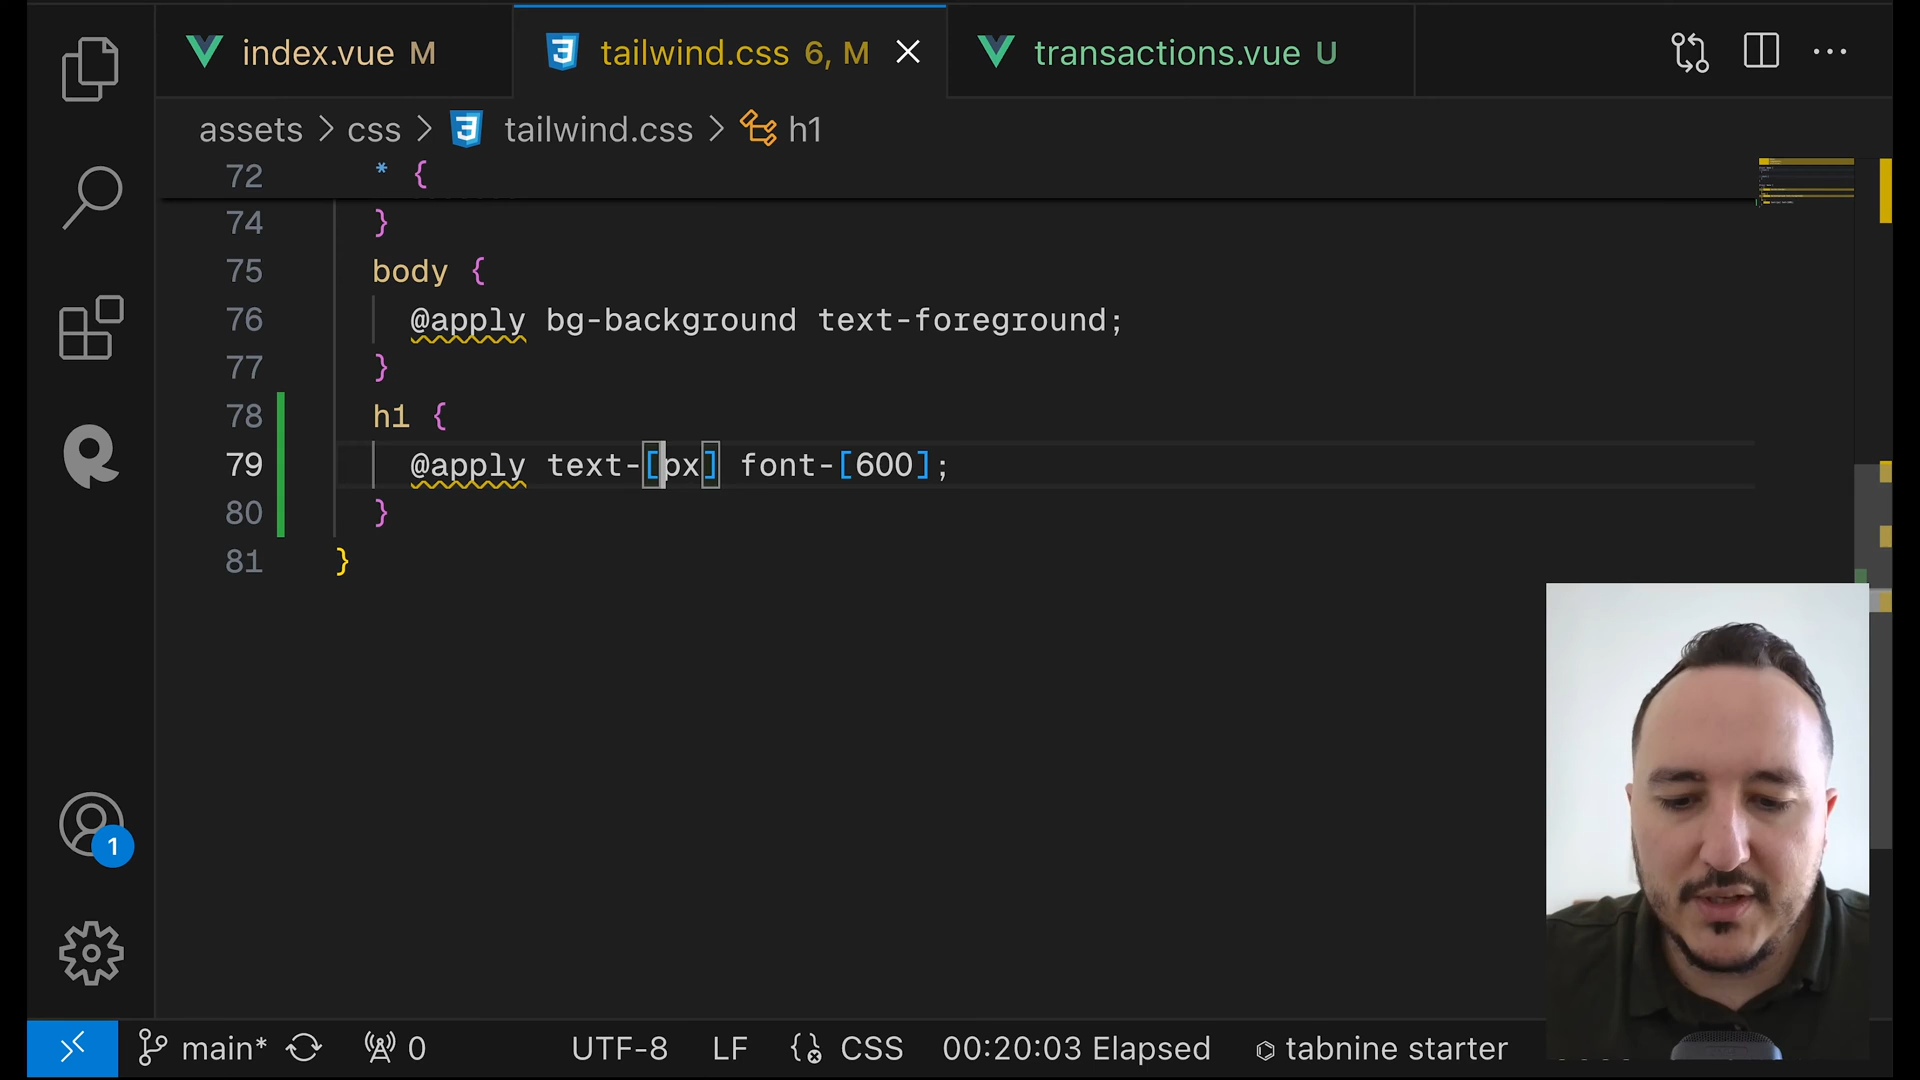 index.vue M
tailwind.css 6, M
transactions.vue U
assets > css > tailwind.css > h1
72 * {
74 }
75 body {
76 @apply bg-background text-foreground;
77 }
78 h1 {
79 @apply text-[px] font-[600];
80 }
81 }
1
main* 0 UTF-8 LF CSS 00:20:03 Elapsed tabnine starter